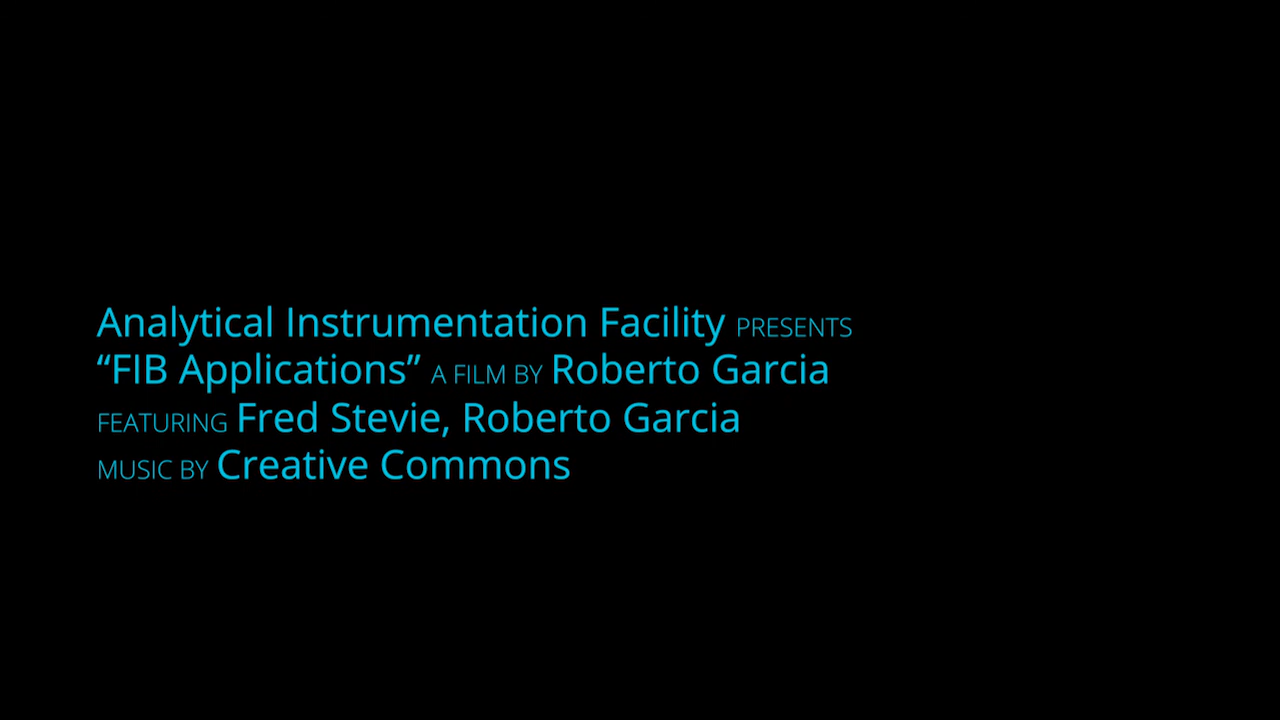 Analytical Instrumentation Facility PRESENTS
“FIB Applications” A FILM BY Roberto Garcia
FEATURING Fred Stevie, Roberto Garcia
MUSIC BY Creative Commons